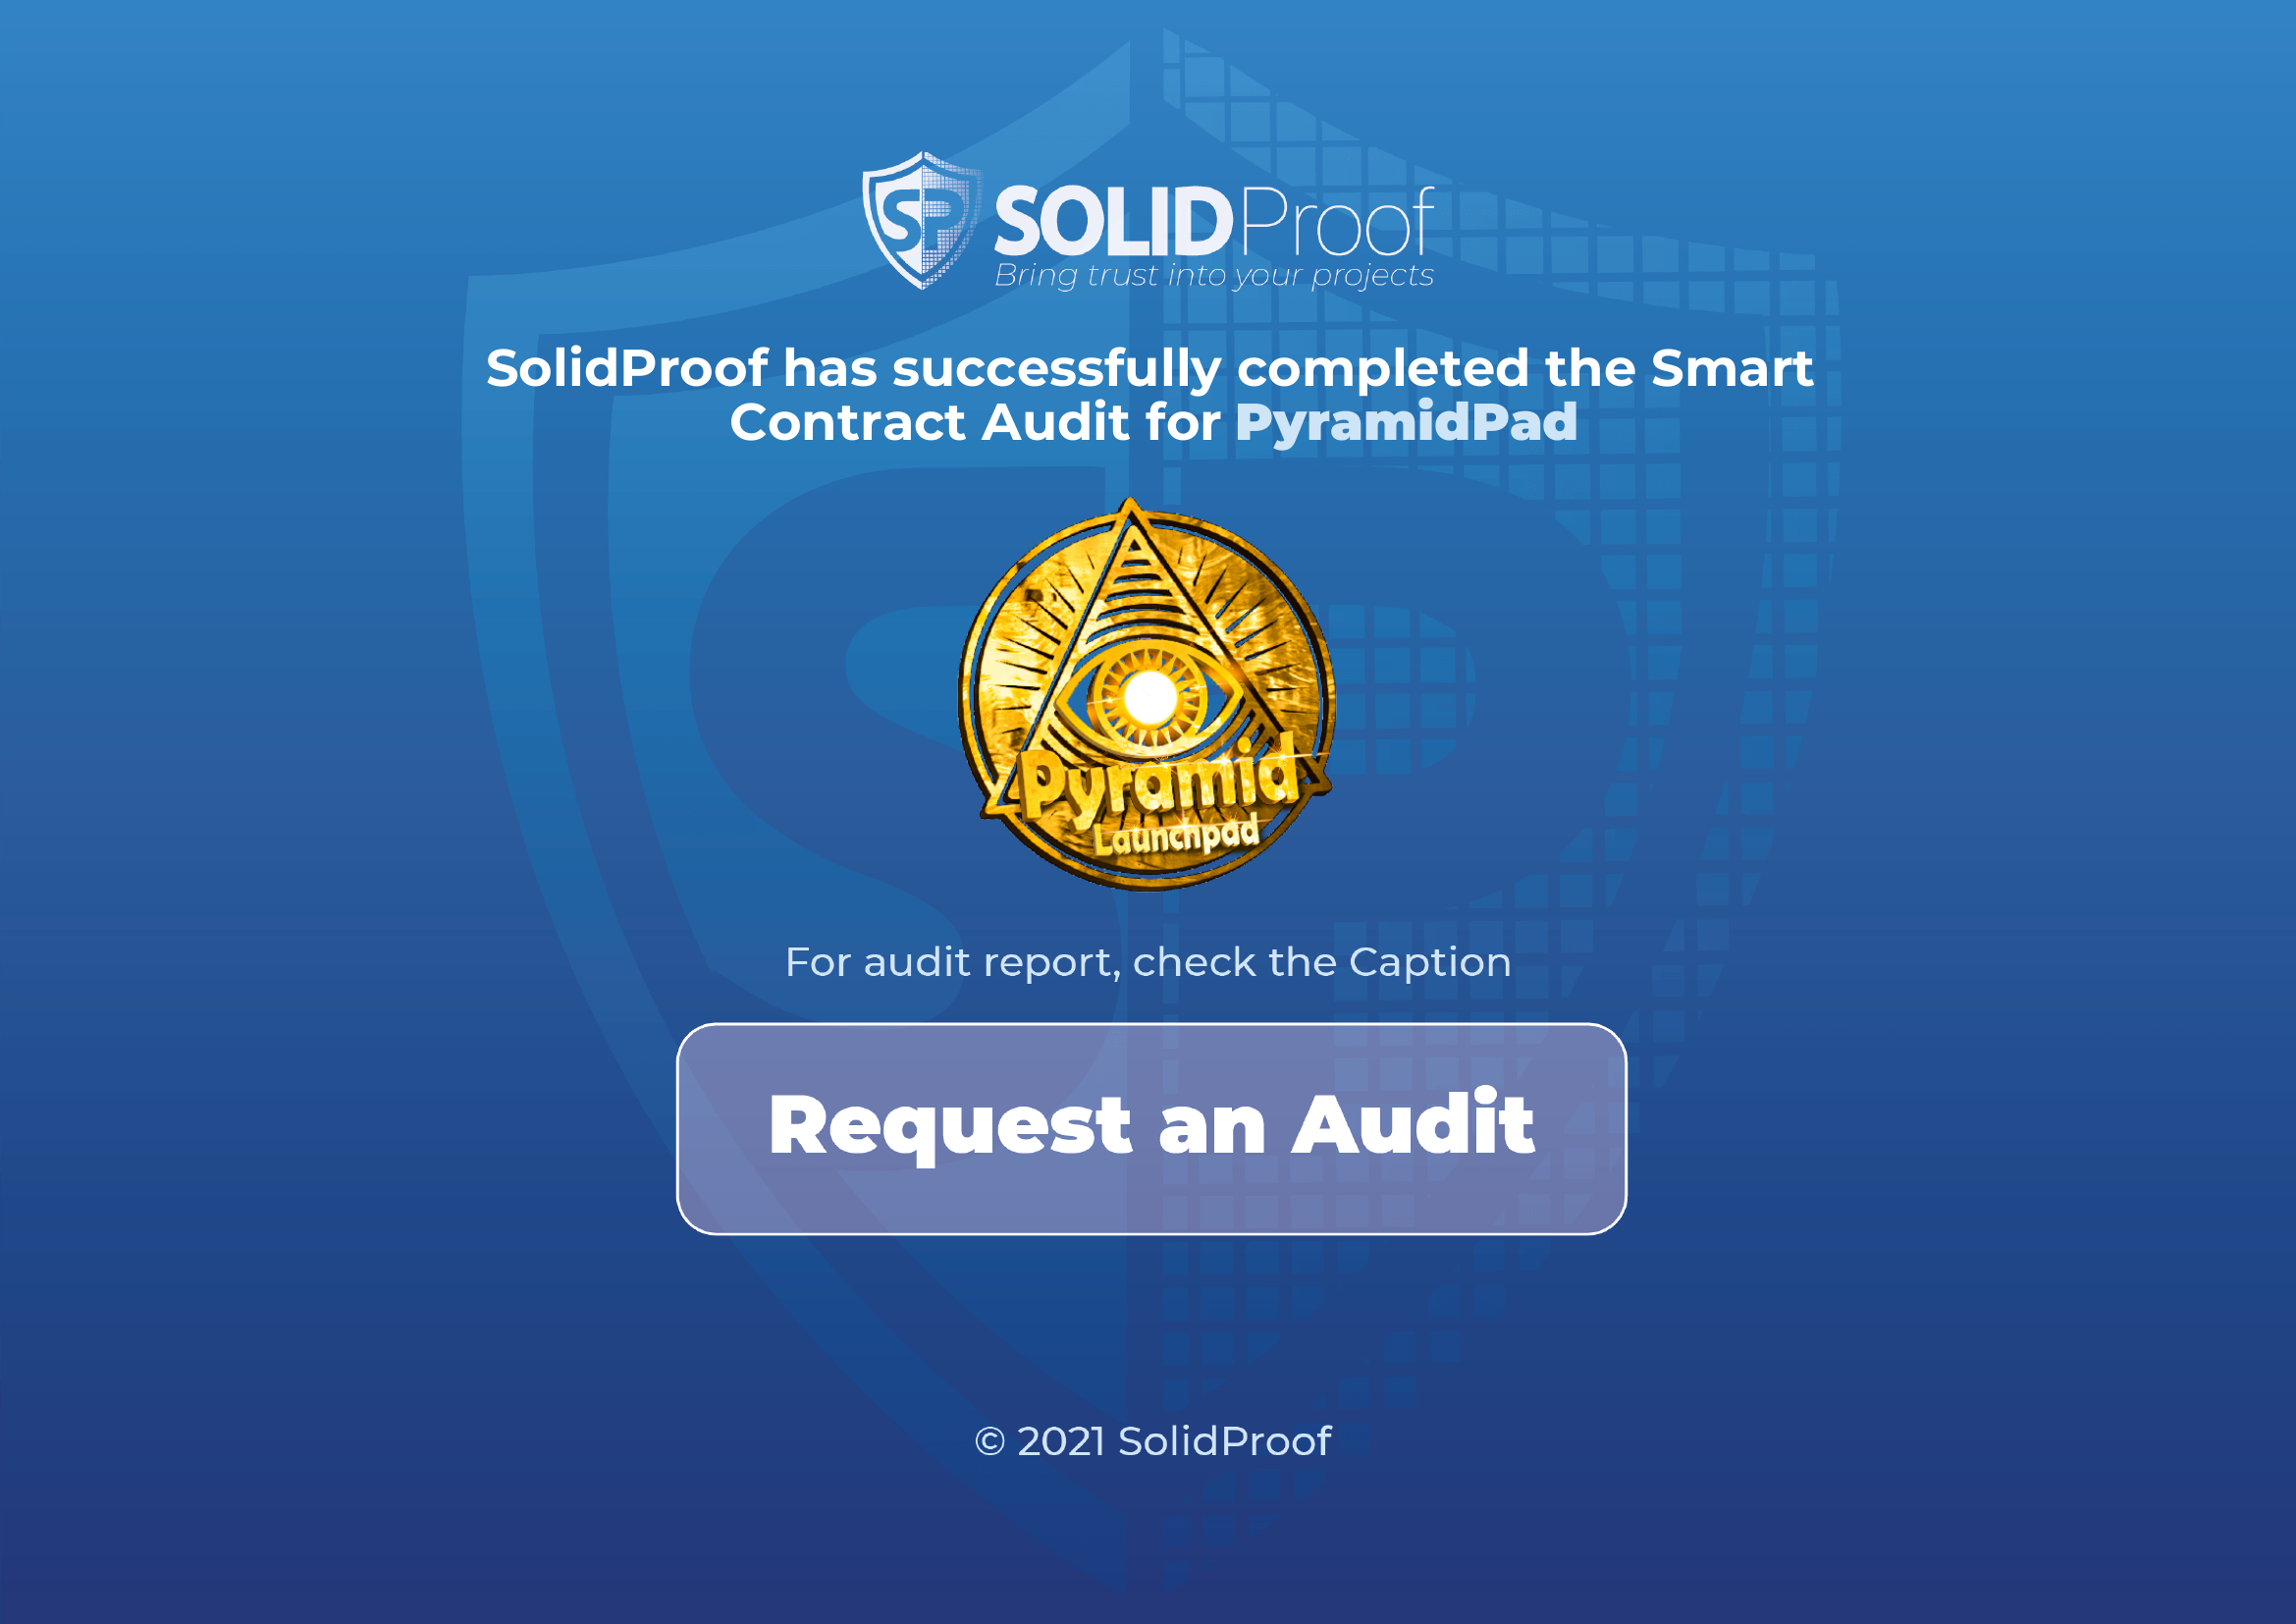 SP SOLIDProof
Bring trust into your projects
SolidProof has successfully completed the Smart
Contract Audit for PyramidPad
Pyramid
Launchpad
For audit report, check the Caption
Request an Audit
© 2021 SolidProof